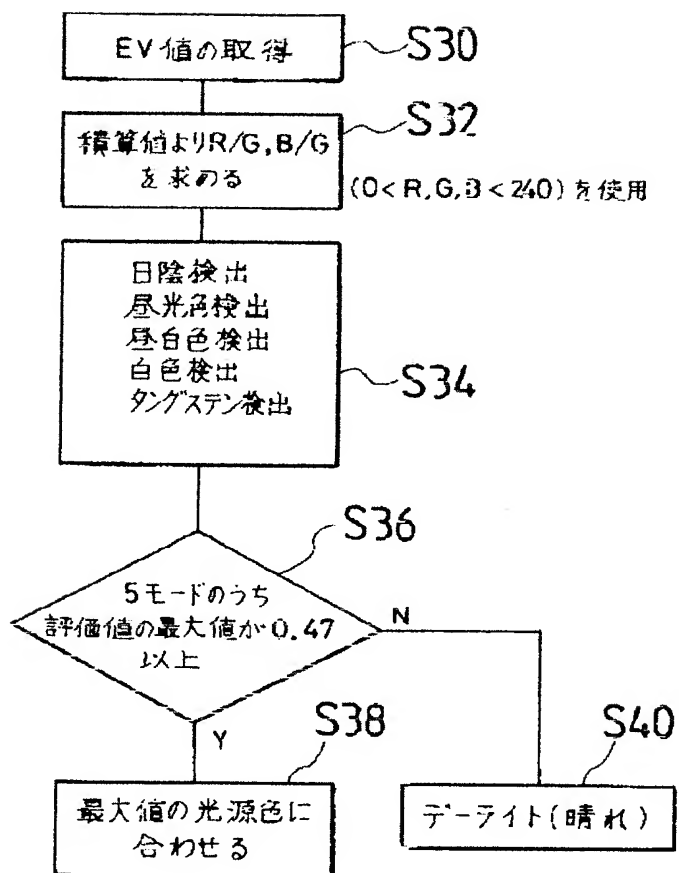 EV値の取得
S30
積算値よりR/G,B/G
を求める
S32
(0<R,G,B<240)を使用
日陰検出
昼光色検出
昼白色検出
白色検出
タングステン検出
S34
S36
5モードのうち
評価値の最大値が0.47
以上
N
Y
S38
最大値の光源色に
合わせる
S40
デーライト(晴れ)